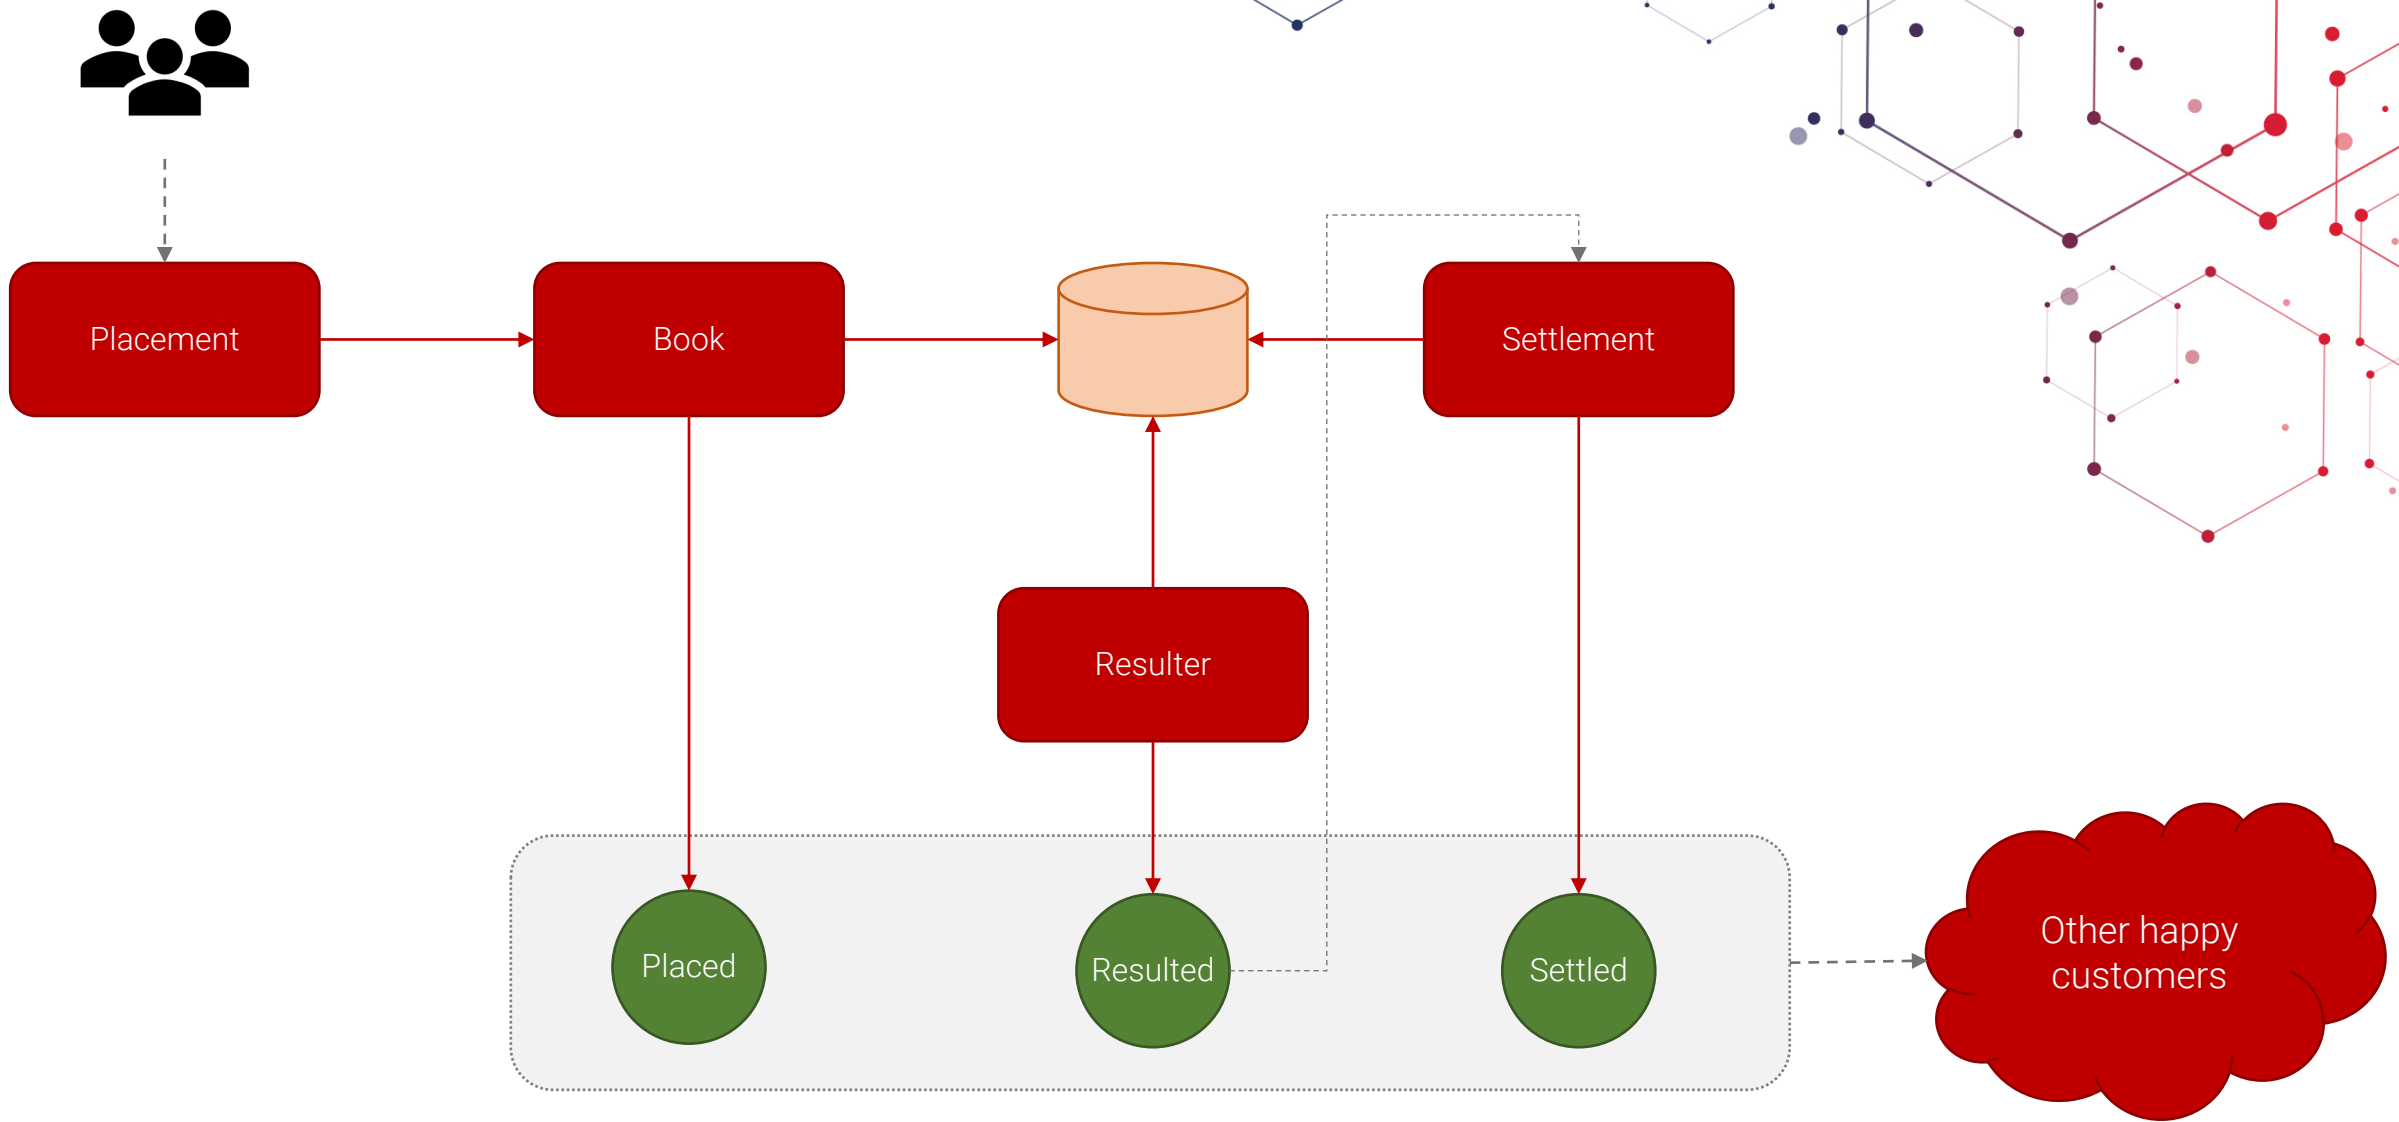 Placement
Book
Settlement
Resulter
Placed
Resulted
Settled
Other happy
customers